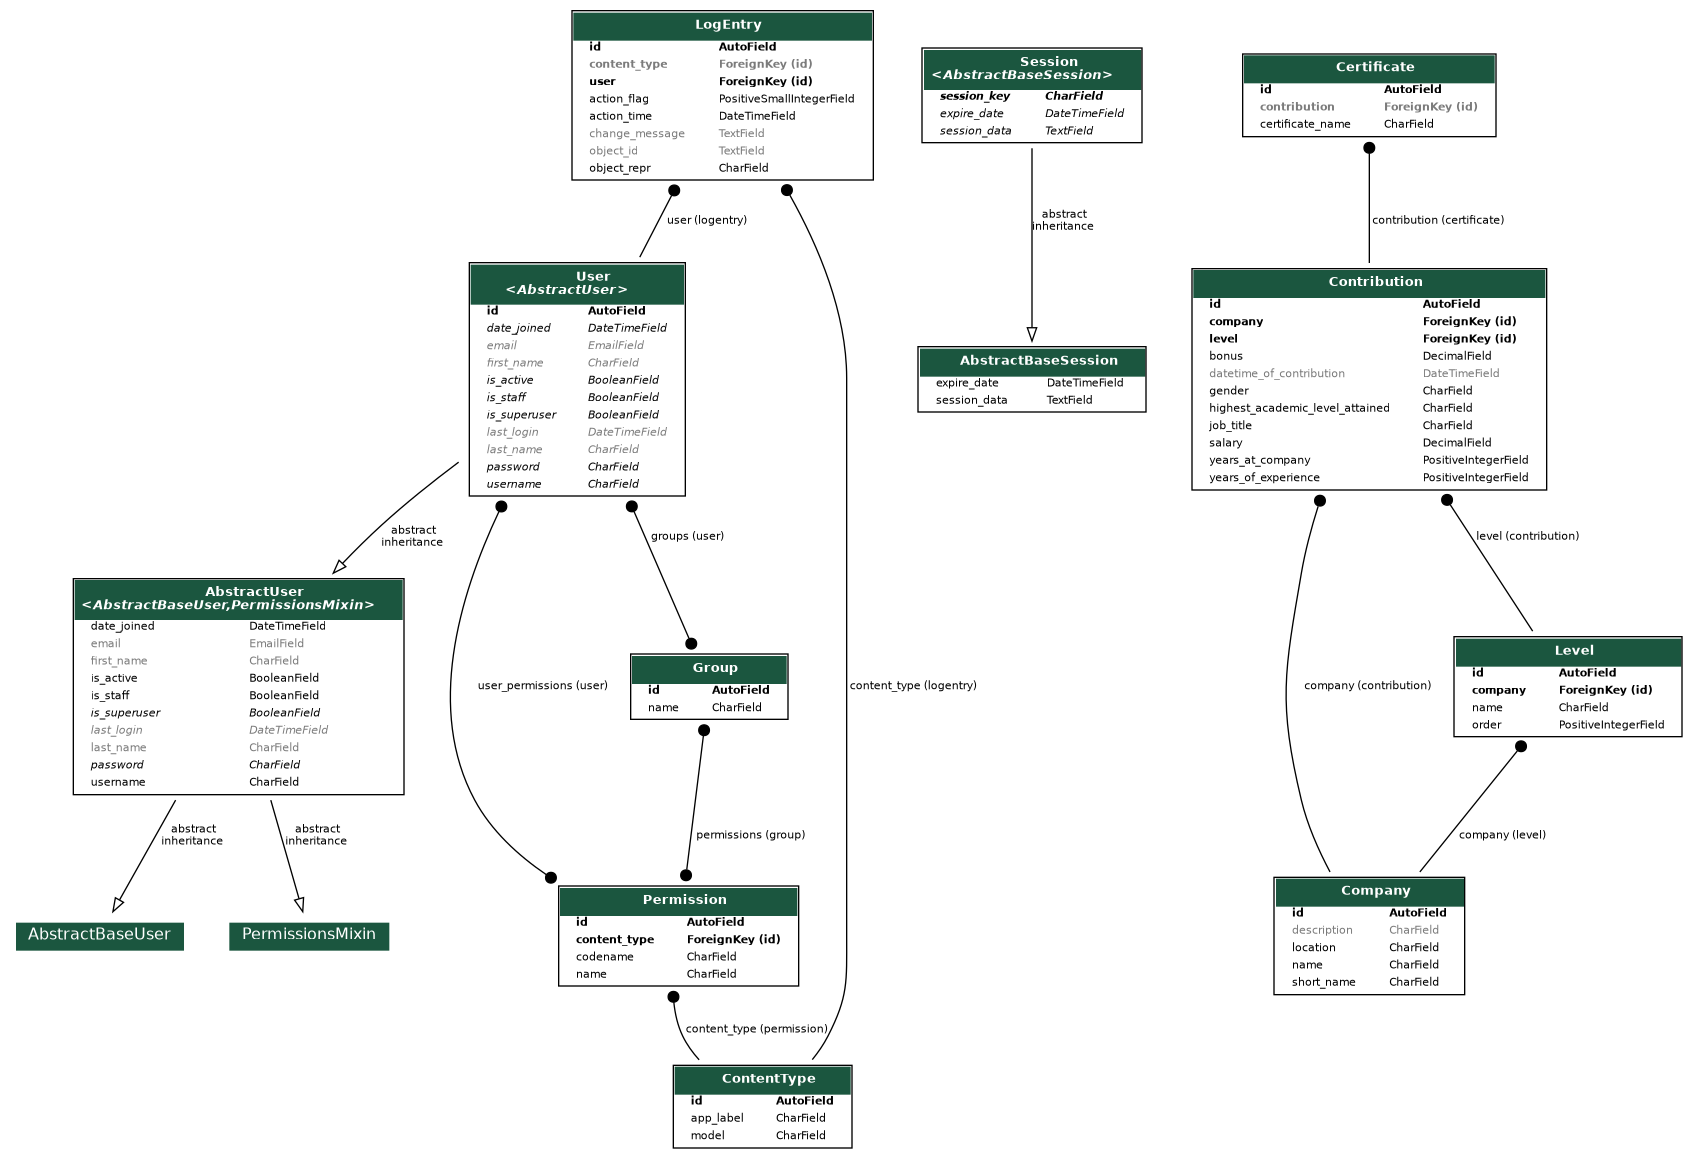 LogEntry
id AutoField
content_type ForeignKey (id)
user ForeignKey (id)
action_flag PositiveSmallIntegerField
action_time DateTimeField
change_message TextField
object_id TextField
object_repr CharField
Session
<AbstractBaseSession>
session_key CharField
expire_date DateTimeField
session_data TextField
Certificate
id AutoField
contribution ForeignKey (id)
certificate_name CharField
user (logentry)
abstract
inheritance
contribution (certificate)
User
<AbstractUser>
id AutoField
date_joined DateTimeField
email EmailField
first_name CharField
is_active BooleanField
is_staff BooleanField
is_superuser BooleanField
last_login DateTimeField
last_name CharField
password CharField
username CharField
AbstractBaseSession
expire_date DateTimeField
session_data TextField
Contribution
id AutoField
company ForeignKey (id)
level ForeignKey (id)
bonus DecimalField
datetime_of_contribution DateTimeField
gender CharField
highest_academic_level_attained CharField
job_title CharField
salary DecimalField
years_at_company PositiveIntegerField
years_of_experience PositiveIntegerField
abstract
inheritance
groups (user)
level (contribution)
AbstractUser
<AbstractBaseUser,PermissionsMixin>
date_joined DateTimeField
email EmailField
first_name CharField
is_active BooleanField
is_staff BooleanField
is_superuser BooleanField
last_login DateTimeField
last_name CharField
password CharField
username CharField
user_permissions (user)
Group
id AutoField
name CharField
content_type (logentry)
company (contribution)
Level
id AutoField
company ForeignKey (id)
name CharField
order PositiveIntegerField
abstract
inheritance
abstract
inheritance
permissions (group)
company (level)
AbstractBaseUser
PermissionsMixin
Permission
id AutoField
content_type ForeignKey (id)
codename CharField
name CharField
Company
id AutoField
description CharField
location CharField
name CharField
short_name CharField
content_type (permission)
ContentType
id AutoField
app_label CharField
model CharField